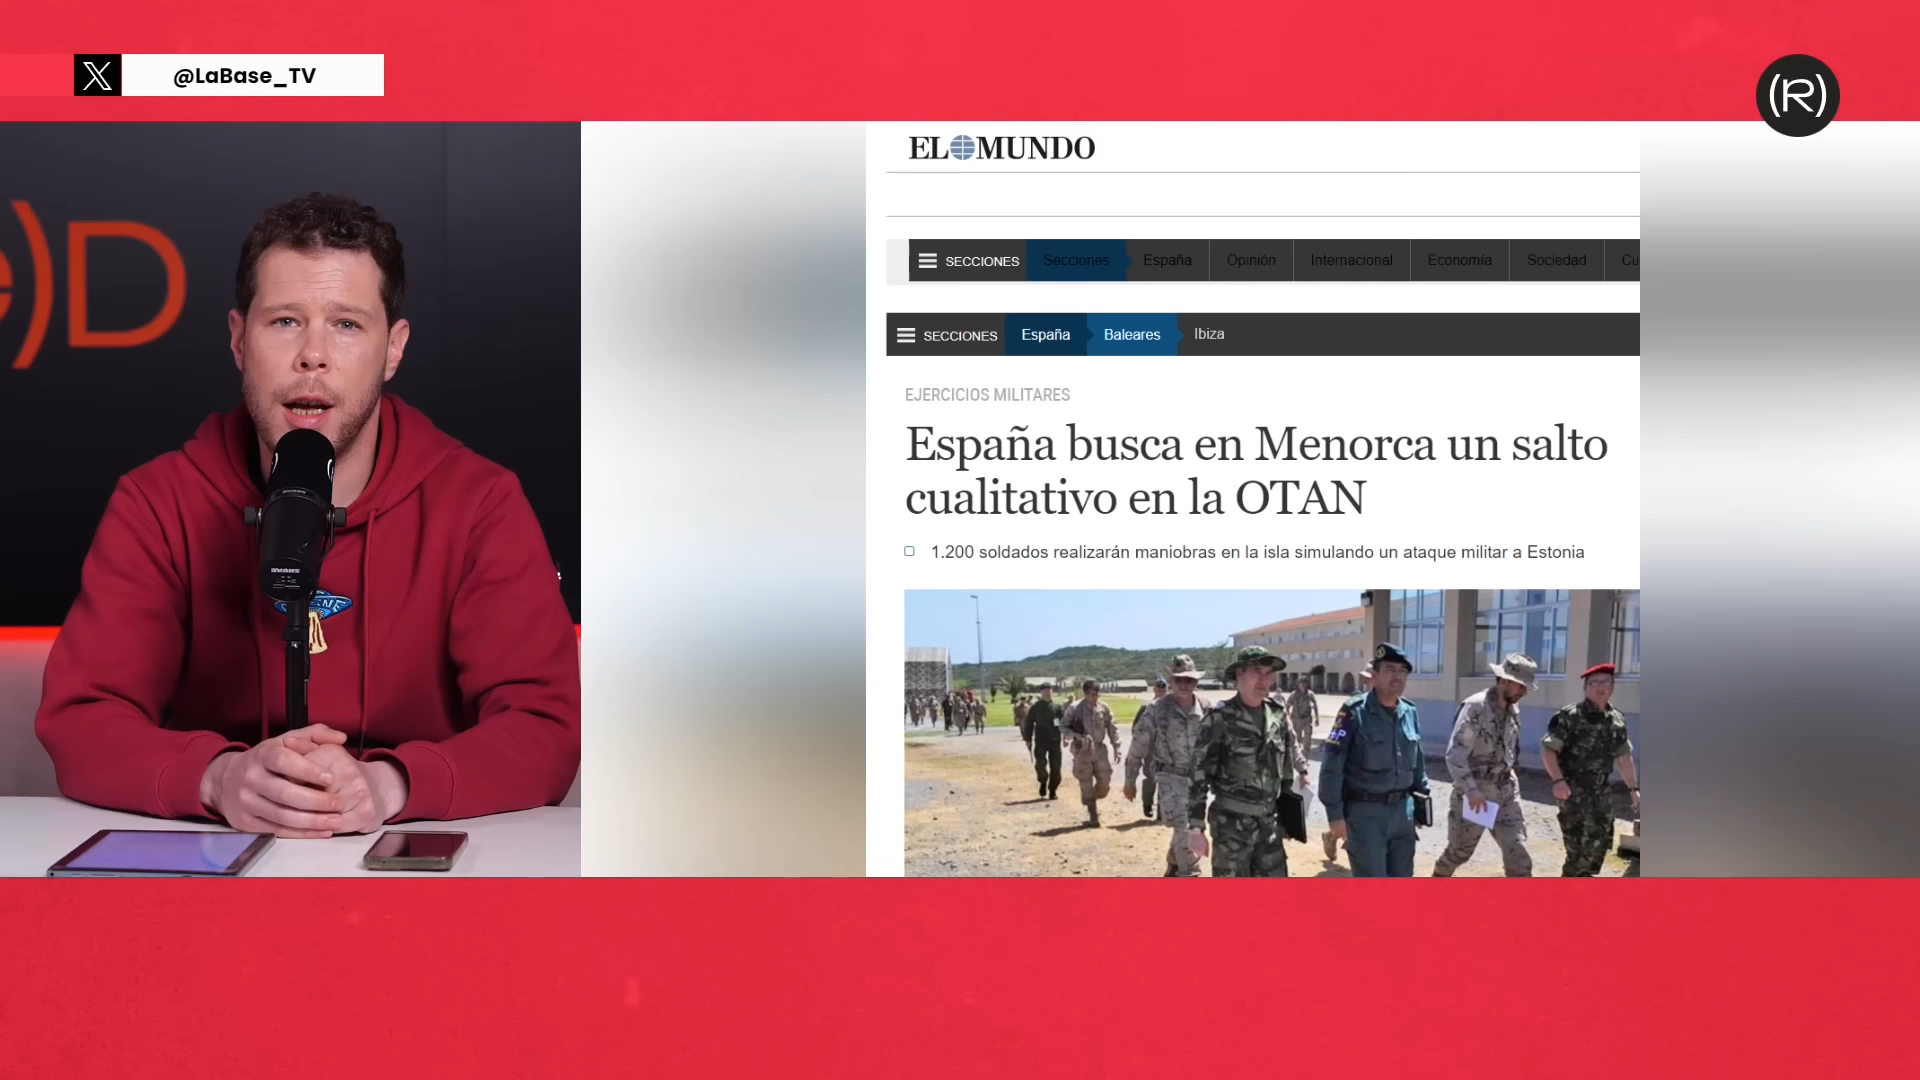 @LaBase_TV
(R)
)D
EL MUNDO
SECCIONES Secciones España Opinión Internacional Economía Sociedad Cu
SECCIONES España Baleares Ibiza
EJERCICIOS MILITARES
España busca en Menorca un salto
cualitativo en la OTAN
1.200 soldados realizarán maniobras en la isla simulando un ataque militar a Estonia
SHURE